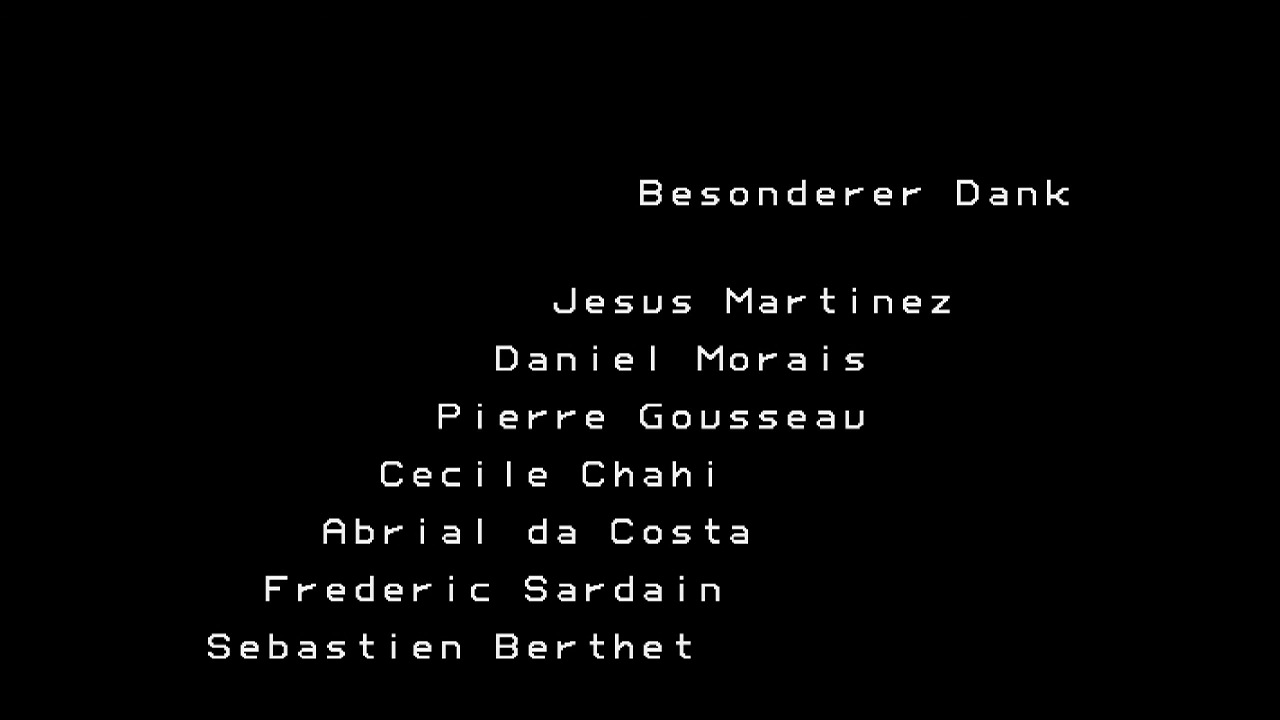 Besonderer Dank
Jesus Martinez
Daniel Morais
Pierre Gousseau
Cecile Chahi
Abrial da Costa
Frederic Sardain
Sebastien Berthet